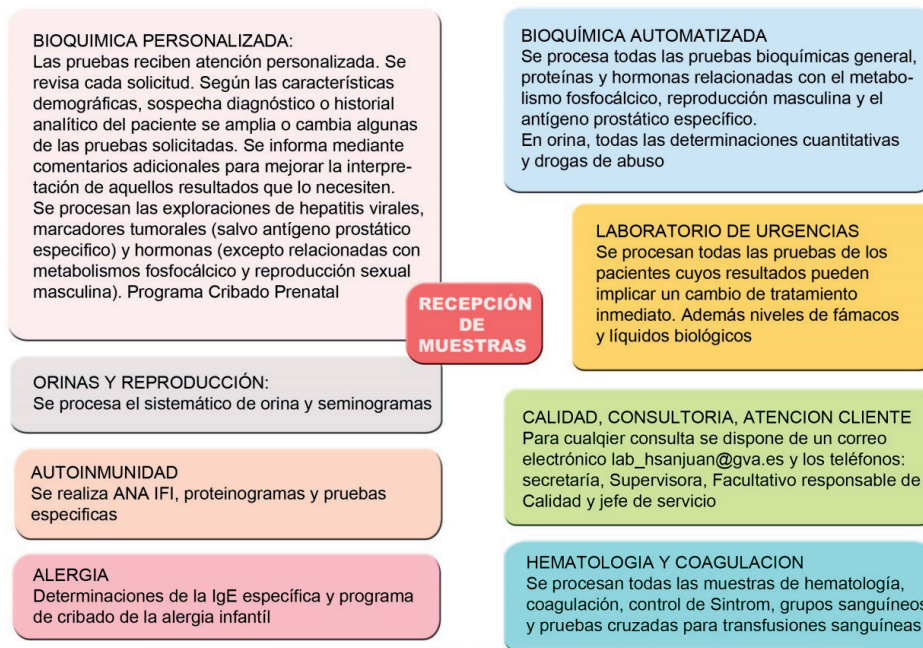 BIOQUIMICA PERSONALIZADA:
Las pruebas reciben atención personalizada. Se
revisa cada solicitud. Según las características
demográficas, sospecha diagnóstico o historial
analítico del paciente se amplia o cambia algunas
de las pruebas solicitadas. Se informa mediante
comentarios adicionales para mejorar la interpre-
tación de aquellos resultados que lo necesiten.
Se procesan las exploraciones de hepatitis virales,
marcadores tumorales (salvo antígeno prostático
especifico) y hormonas (excepto relacionadas con
metabolismos fosfocálcico y reproducción sexual
masculina). Programa Cribado Prenatal
ORINAS Y REPRODUCCIÓN:
Se procesa el sistemático de orina y seminogramas
AUTOINMUNIDAD
Se realiza ANA IFI, proteinogramas y pruebas
especificas
ALERGIA
Determinaciones de la IgE específica y programa
de cribado de la alergia infantíl
RECEPCIÓN
DE
MUESTRAS
BIOQUÍMICA AUTOMATIZADA
Se procesa todas las pruebas bioquímicas general,
proteínas y hormonas relacionadas con el metabo-
lismo fosfocálcico, reproducción masculina y el
antígeno prostático específico.
En orina, todas las determinaciones cuantitativas
y drogas de abuso
LABORATORIO DE URGENCIAS
Se procesan todas las pruebas de los
pacientes cuyos resultados pueden
implicar un cambio de tratamiento
inmediato. Además niveles de fámacos
y líquidos biológicos
CALIDAD, CONSULTORIA, ATENCION CLIENTE
Para cualqier consulta se dispone de un correo
electrónico lab_hsanjuan@gva.es y los teléfonos:
secretaría, Supervisora, Facultativo responsable de
Calidad y jefe de servicio
HEMATOLOGIA Y COAGULACION
Se procesan todas las muestras de hematología,
coagulación, control de Sintrom, grupos sanguíneos
y pruebas cruzadas para transfusiones sanguíneas